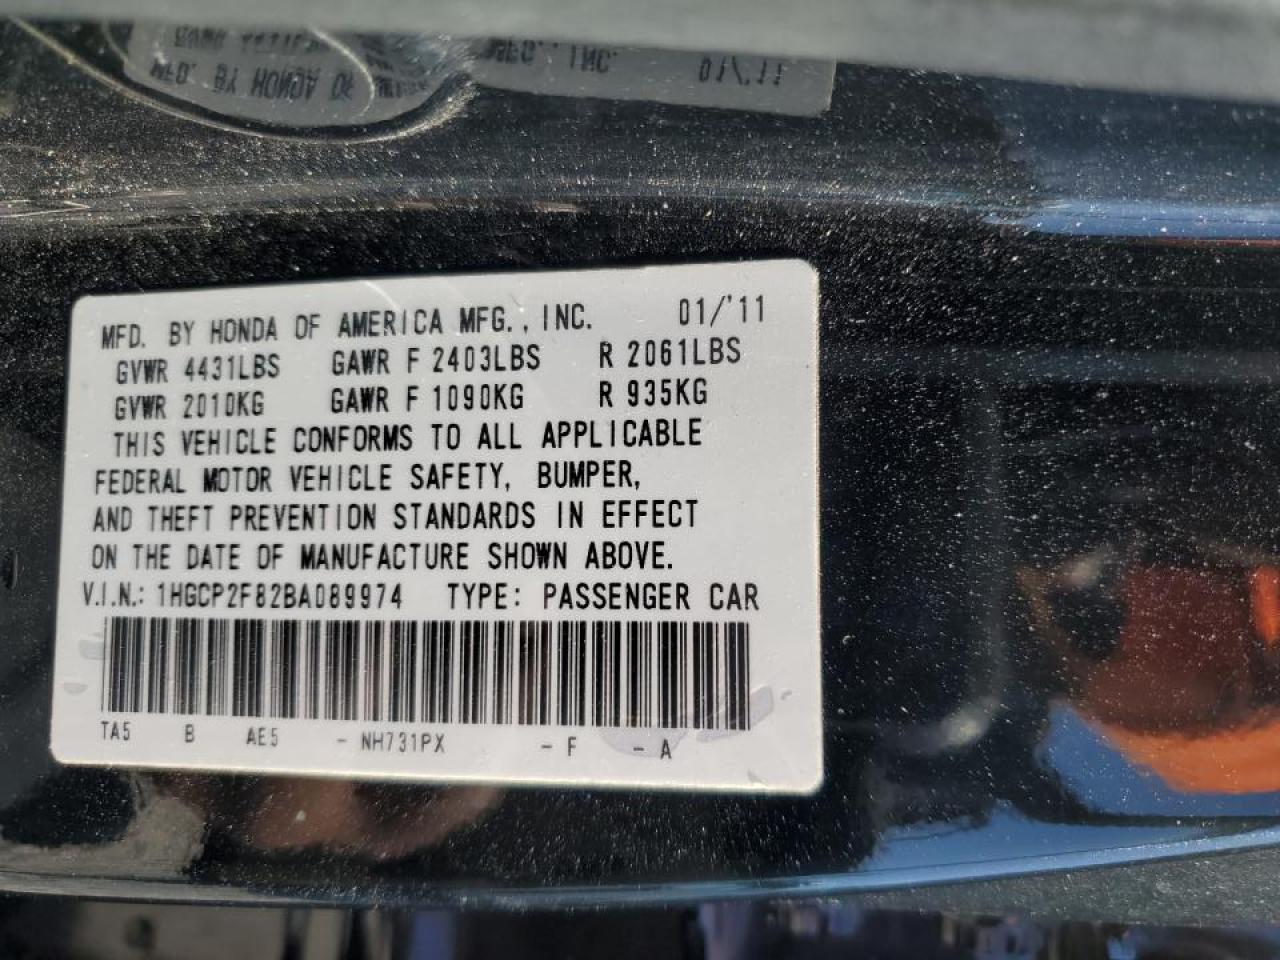 MFD. BY HONDA OF AMERICA MFG., INC. 01/'11
GVWR 4431LBS GAWR F 2403LBS R 2061LBS
GVWR 2010KG GAWR F 1090KG R 935KG
THIS VEHICLE CONFORMS TO ALL APPLICABLE
FEDERAL MOTOR VEHICLE SAFETY, BUMPER,
AND THEFT PREVENTION STANDARDS IN EFFECT
ON THE DATE OF MANUFACTURE SHOWN ABOVE.
V.I.N.: 1HGCP2F82BA089974 TYPE: PASSENGER CAR
TA5 B AE5 - NH731PX - F - A